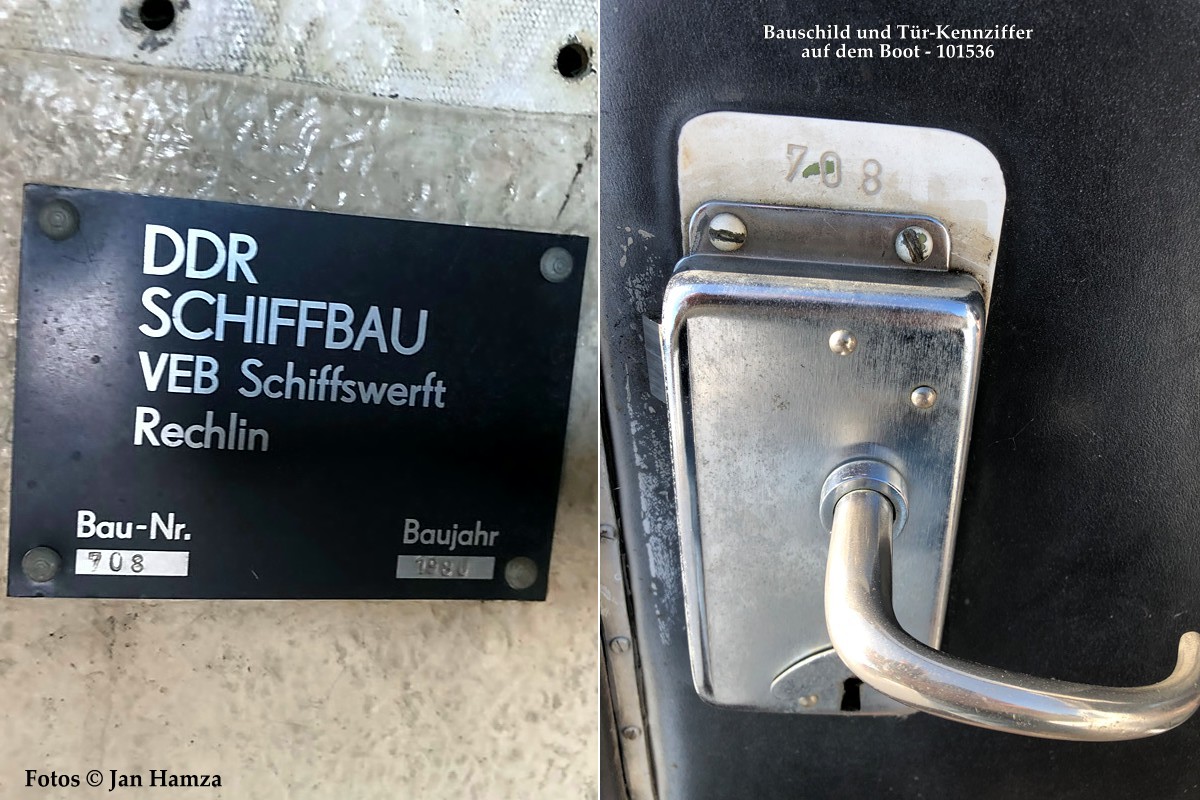 DDR
SCHIFFBAU
VEB Schiffswerft
Rechlin
Bau-Nr.
708
Baujahr
1980
Fotos © Jan Hamza
Bauschild und Tür-Kennziffer
auf dem Boot - 101536
708